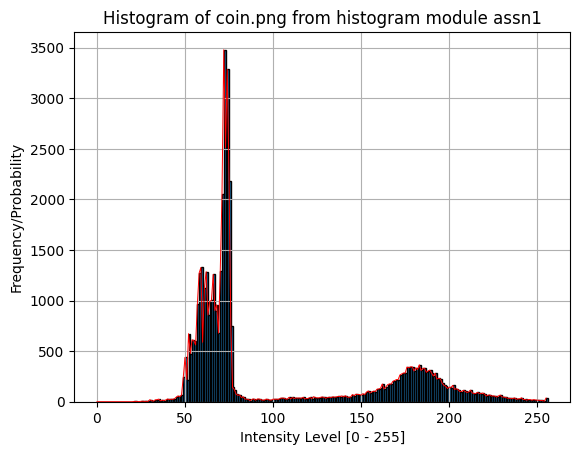 Histogram of coin.png from histogram module assn1
Frequency/Probability
3500
3000
2500
2000
1500
1000
500
0
0 50 100 150 200 250
Intensity Level [0 - 255]